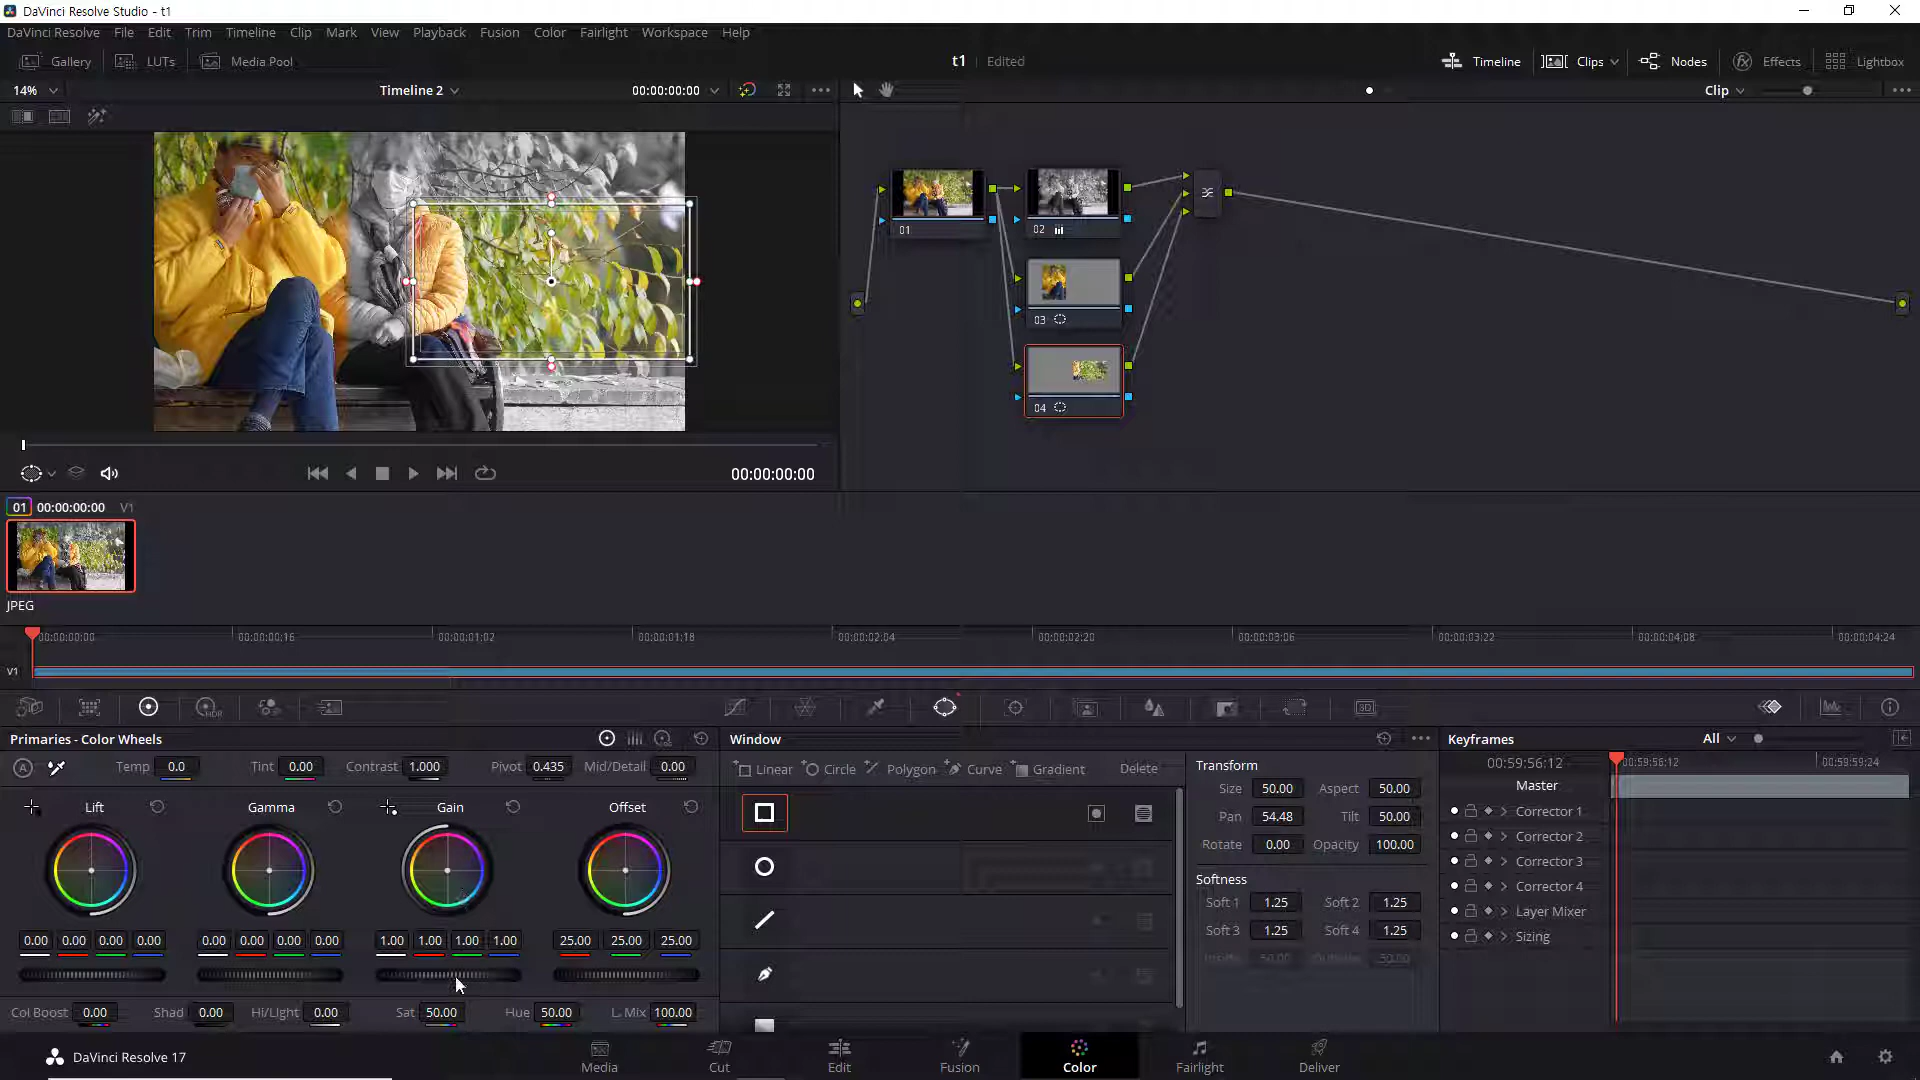 DaVinci Resolve Studio - t1
DaVinci Resolve File Edit Trim Timeline Clip Mark View Playback Fusion Color Fairlight Workspace Help
Gallery LUTs Media Pool t1 Edited Timeline Clips Nodes Effects Lightbox
14% Timeline 2 00:00:00:00 Clip
01
02
03
04
00:00:00:00
01 00:00:00:00 V1
JPEG
00:00:00:00 00:00:00:16 00:00:01:02 00:00:01:18 00:00:02:04 00:00:02:20 00:00:03:06 00:00:03:22 00:00:04:08 00:00:04:24
V1
HDR 3D
Primaries - Color Wheels Window Keyframes All
A Temp 0.0 Tint 0.00 Contrast 1.000 Pivot 0.435 Mid/Detail 0.00
Linear Circle Polygon Curve Gradient Delete
Transform
Size 50.00 Aspect 50.00
Pan 54.48 Tilt 50.00
Rotate 0.00 Opacity 100.00
Softness
Soft 1 1.25 Soft 2 1.25
Soft 3 1.25 Soft 4 1.25
00:59:56:12 00:59:56:12 00:59:59:24
Master
Corrector 1
Corrector 2
Corrector 3
Corrector 4
Layer Mixer
Sizing
Lift Gamma Gain Offset
0.00 0.00 0.00 0.00 0.00 0.00 0.00 0.00 1.00 1.00 1.00 1.00 25.00 25.00 25.00
Col Boost 0.00 Shad 0.00 Hi/Light 0.00 Sat 50.00 Hue 50.00 L. Mix 100.00
DaVinci Resolve 17 Media Cut Edit Fusion Color Fairlight Deliver